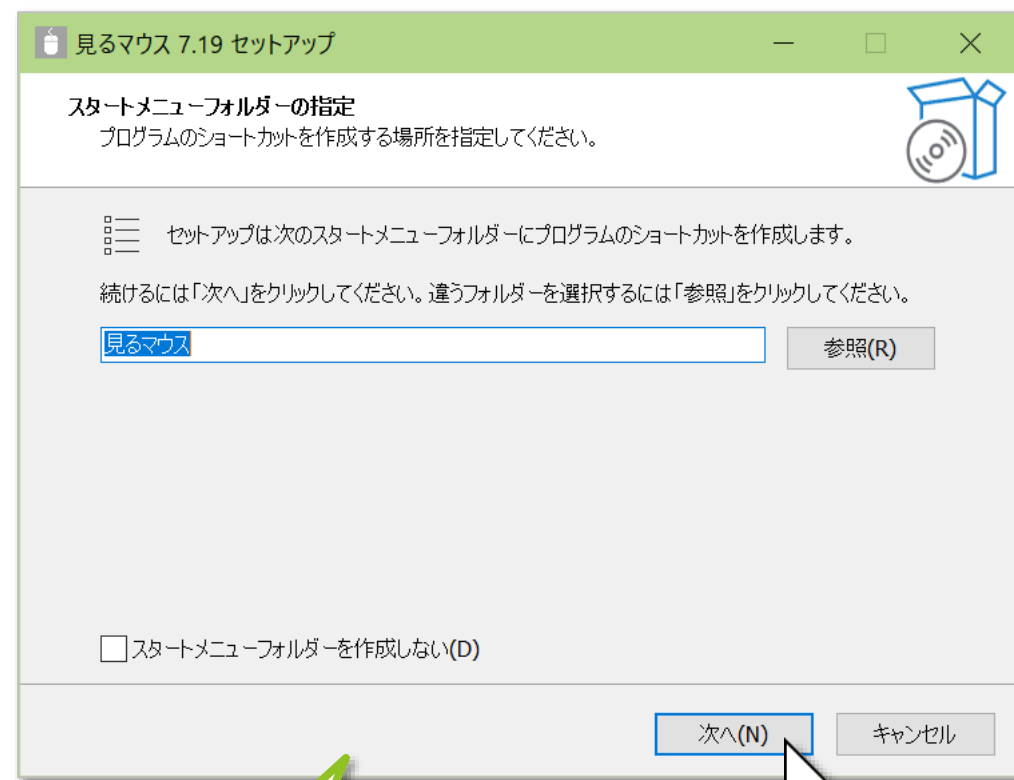 見るマウス 7.19 セットアップ
スタートメニューフォルダーの指定
プログラムのショートカットを作成する場所を指定してください。
セットアップは次のスタートメニューフォルダーにプログラムのショートカットを作成します。
続けるには「次へ」をクリックしてください。違うフォルダーを選択するには「参照」をクリックしてください。
見るマウス
参照(R)
スタートメニューフォルダーを作成しない(D)
次へ(N)
キャンセル